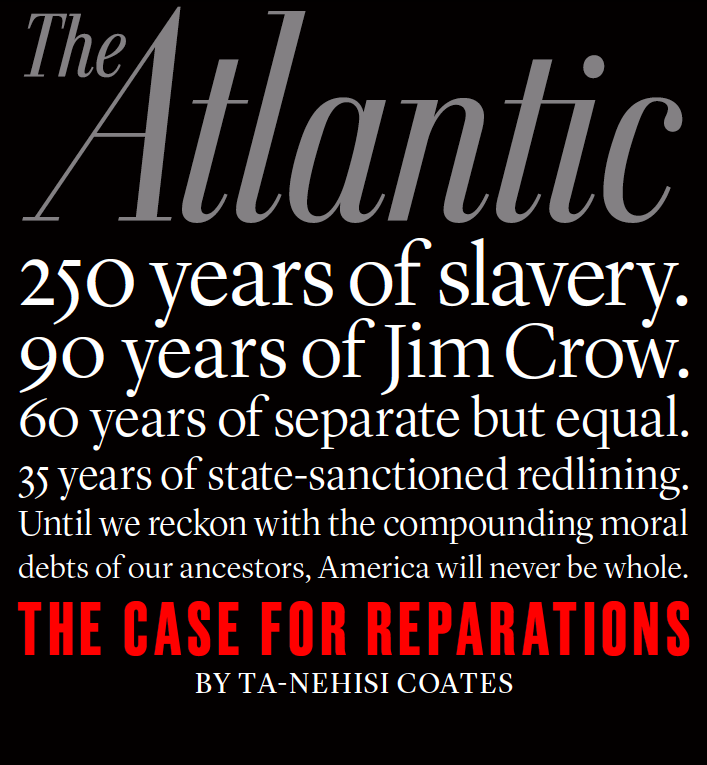 The Atlantic
250 years of slavery.
90 years of Jim Crow.
60 years of separate but equal.
35 years of state-sanctioned redlining.
Until we reckon with the compounding moral
debts of our ancestors, America will never be whole.
THE CASE FOR REPARATIONS
BY TA-NEHISI COATES